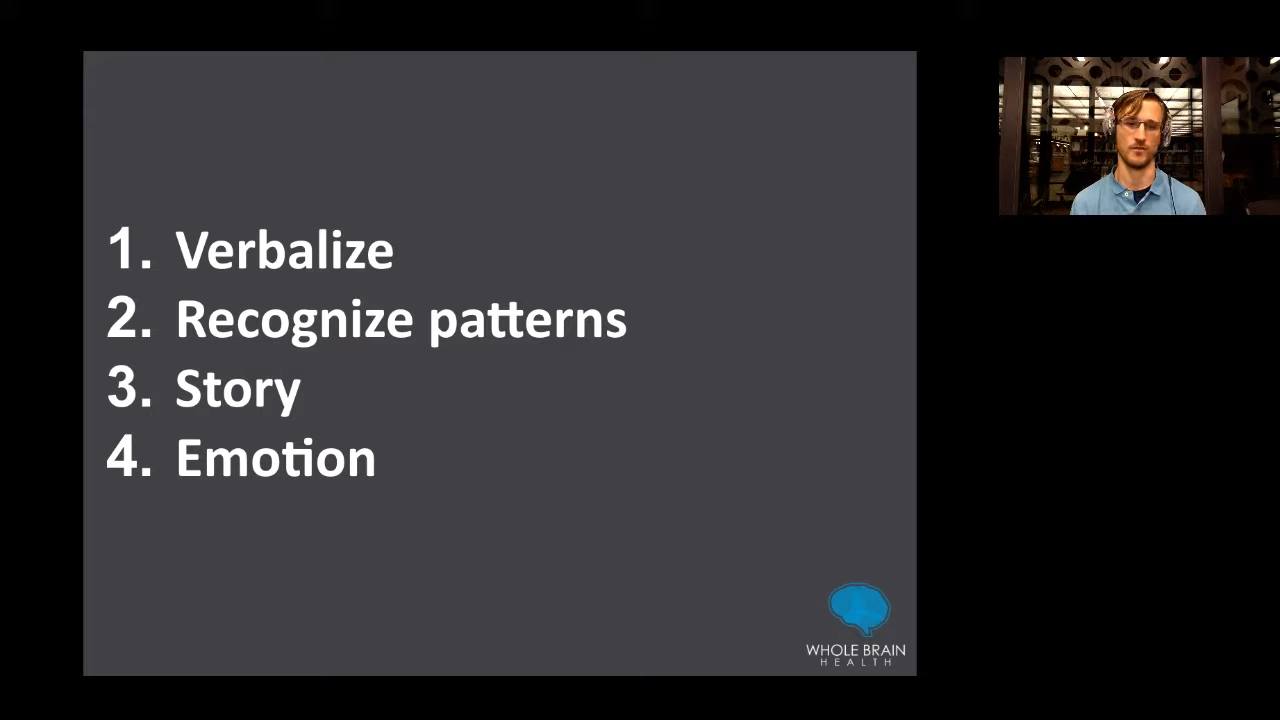 1. Verbalize
2. Recognize patterns
3. Story
4. Emotion
WHOLE BRAIN
HEALTH